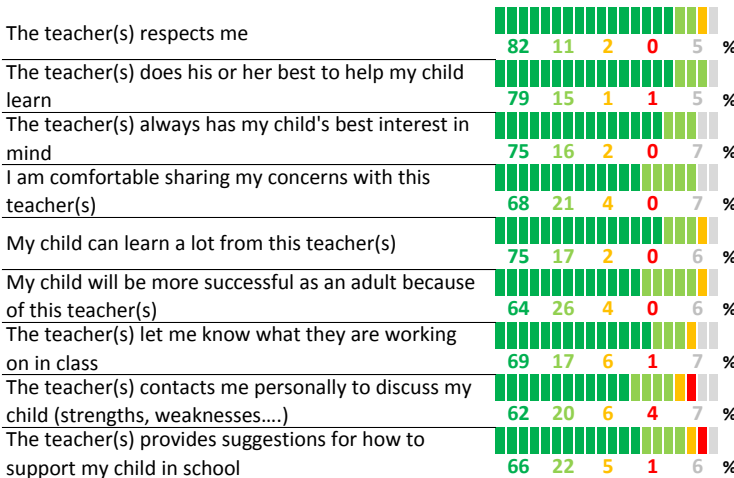 The teacher(s) respects me
82 11 2 0 5 %
The teacher(s) does his or her best to help my child
learn
79 15 1 1 5 %
The teacher(s) always has my child's best interest in
mind
75 16 2 0 7 %
I am comfortable sharing my concerns with this
teacher(s)
68 21 4 0 7 %
My child can learn a lot from this teacher(s)
75 17 2 0 6 %
My child will be more successful as an adult because
of this teacher(s)
64 26 4 0 6 %
The teacher(s) let me know what they are working
on in class
69 17 6 1 7 %
The teacher(s) contacts me personally to discuss my
child (strengths, weaknesses....)
62 20 6 4 7 %
The teacher(s) provides suggestions for how to
support my child in school
66 22 5 1 6 %